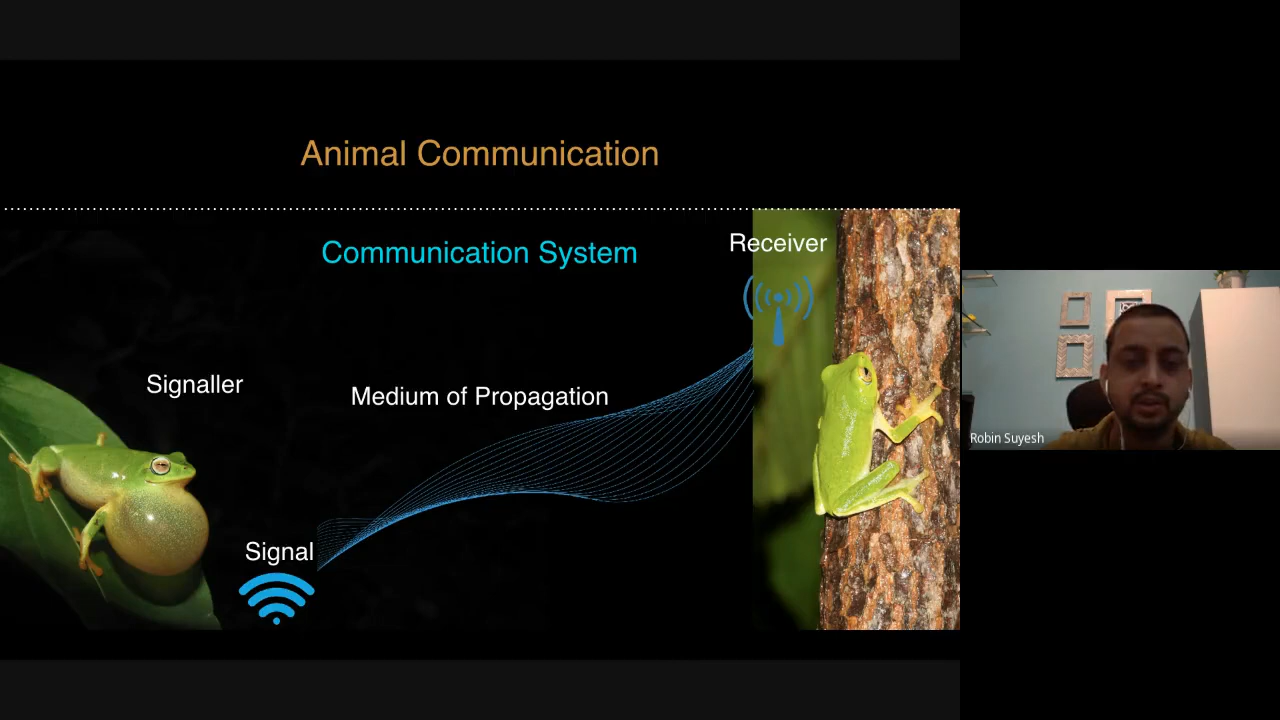 Animal Communication
Communication System
Receiver
Signaller
Medium of Propagation
Signal
Robin Suyesh